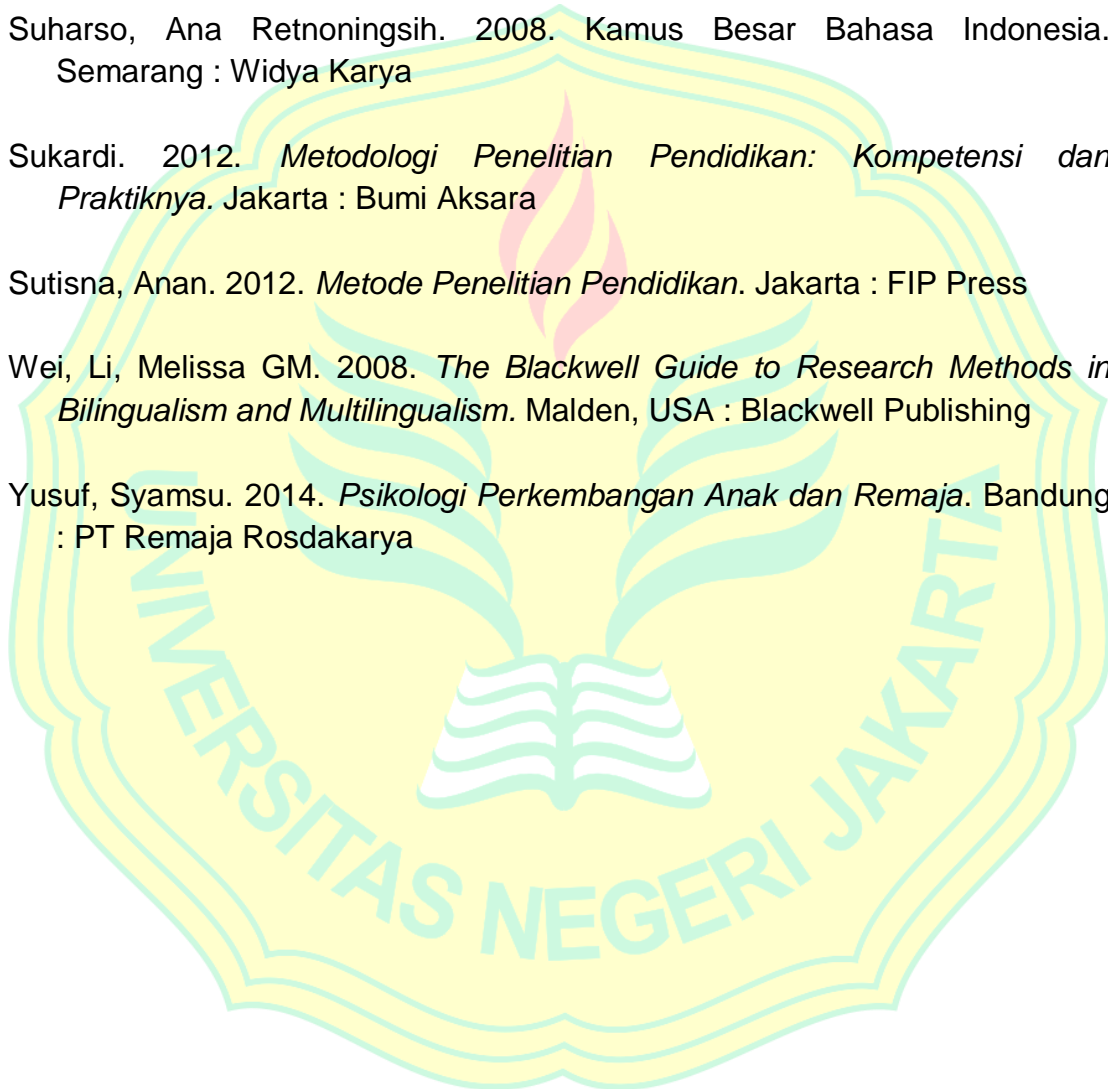 Suharso, Ana Retnoningsih. 2008. Kamus Besar Bahasa Indonesia.
Semarang : Widya Karya
Sukardi. 2012. Metodologi Penelitian Pendidikan: Kompetensi dan
Praktiknya. Jakarta : Bumi Aksara
Sutisna, Anan. 2012. Metode Penelitian Pendidikan. Jakarta : FIP Press
Wei, Li, Melissa GM. 2008. The Blackwell Guide to Research Methods in
Bilingualism and Multilingualism. Malden, USA : Blackwell Publishing
Yusuf, Syamsu. 2014. Psikologi Perkembangan Anak dan Remaja. Bandung
: PT Remaja Rosdakarya
UNIVERSITAS NEGERI JAKARTA